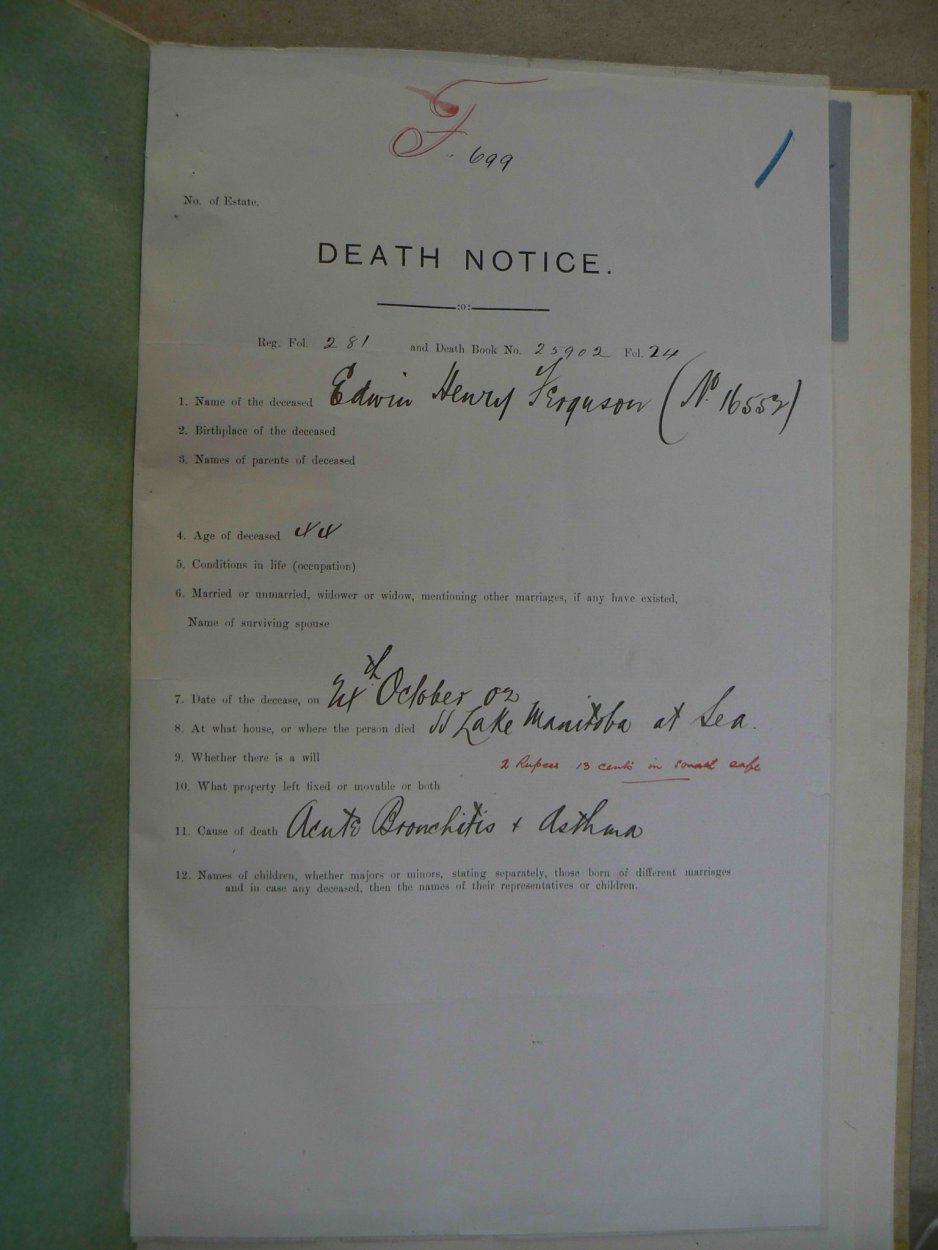 F
699
No. of Estate.
DEATH NOTICE.
:o:
Reg. Fol. 281 and Death Book No. 25902 Fol. 24
1. Name of the deceased Edwin Henry Ferguson (No. 16552)
2. Birthplace of the deceased
3. Names of parents of deceased
4. Age of deceased 44
5. Conditions in life (occupation)
6. Married or unmarried, widower or widow, mentioning other marriages, if any have existed,
Name of surviving spouse
7. Date of the decease, on October 02
8. At what house, or where the person died SS Lake Manitoba at Sea.
9. Whether there is a will
2 Rupees 13 cents in small safe
10. What property left fixed or movable or both
11. Cause of death Acute Bronchitis + Asthma
12. Names of children, whether majors or minors, stating separately, those born of different marriages
and in case any deceased, then the names of their representatives or children.